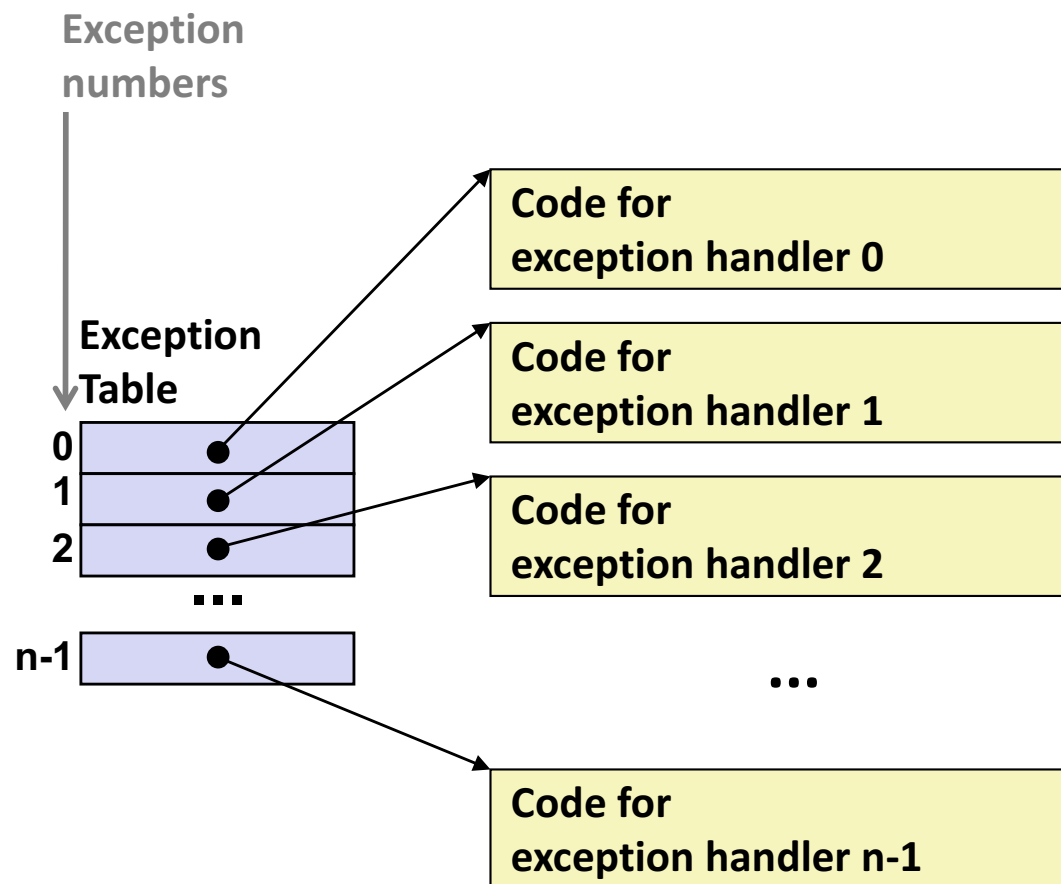 Exception
numbers
Exception
Table
0
1
2
...
n-1
Code for
exception handler 0
Code for
exception handler 1
Code for
exception handler 2
...
Code for
exception handler n-1